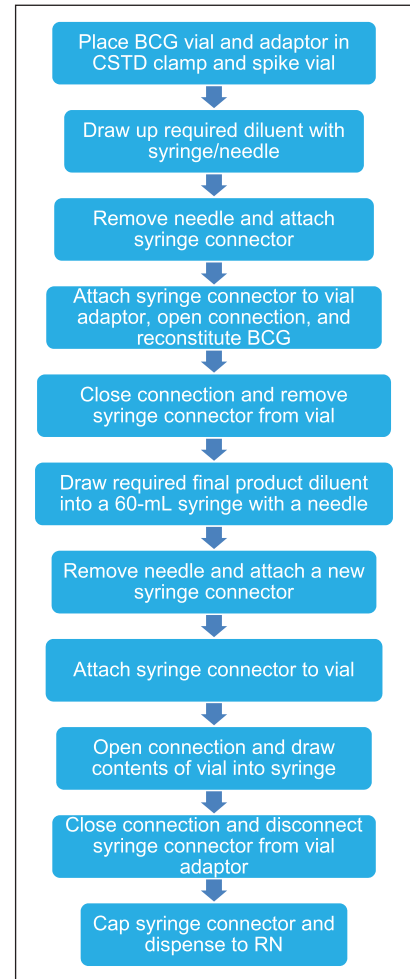 Place BCG vial and adaptor in
CSTD clamp and spike vial
Draw up required diluent with
syringe/needle
Remove needle and attach
syringe connector
Attach syringe connector to vial
adaptor, open connection, and
reconstitute BCG
Close connection and remove
syringe connector from vial
Draw required final product diluent
into a 60-mL syringe with a needle
Remove needle and attach a new
syringe connector
Attach syringe connector to vial
Open connection and draw
contents of vial into syringe
Close connection and disconnect
syringe connector from vial
adaptor
Cap syringe connector and
dispense to RN